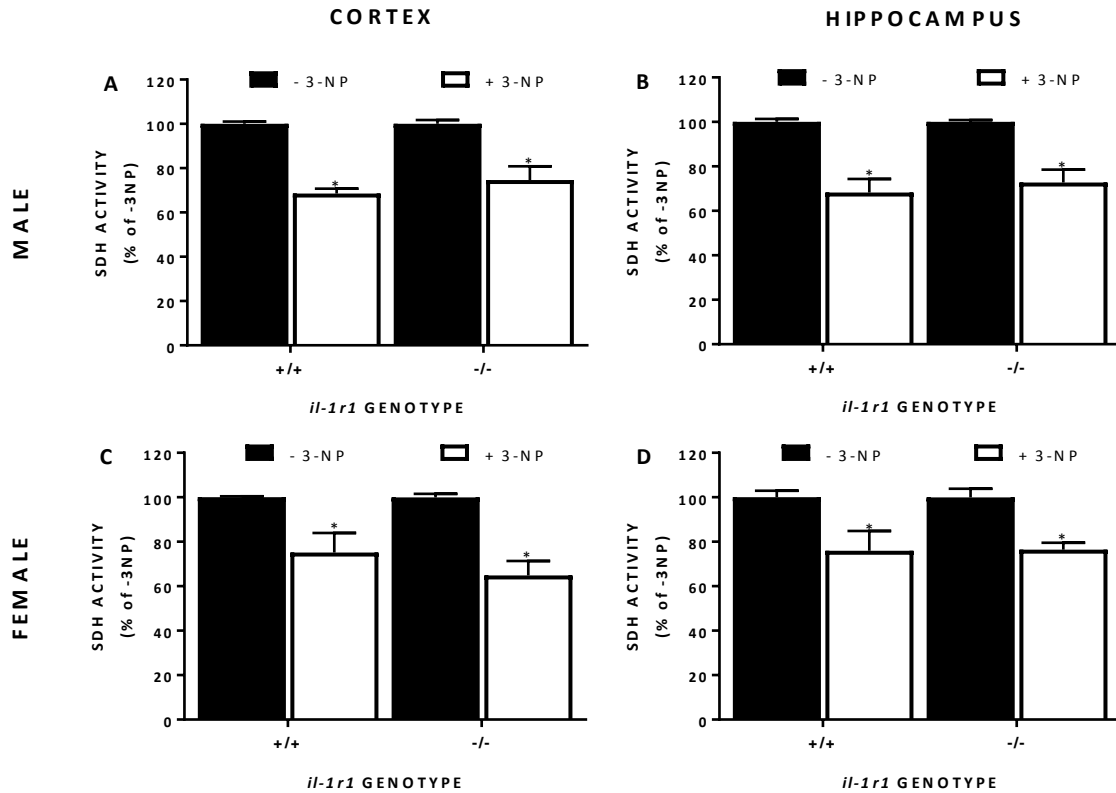 CORTEX
HIPPOCAMPUS
MALE
A
- 3-NP
+ 3-NP
SDH ACTIVITY
(% of -3NP)
120
100
80
60
40
20
0
*
*
+/+
-/-
il-1r1 GENOTYPE
B
- 3-NP
+ 3-NP
SDH ACTIVITY
(% of -3NP)
120
100
80
60
40
20
0
*
*
+/+
-/-
il-1r1 GENOTYPE
FEMALE
C
- 3-NP
+ 3-NP
SDH ACTIVITY
(% of -3NP)
120
100
80
60
40
20
0
*
*
+/+
-/-
il-1r1 GENOTYPE
D
- 3-NP
+ 3-NP
SDH ACTIVITY
(% of -3NP)
120
100
80
60
40
20
0
*
*
+/+
-/-
il-1r1 GENOTYPE